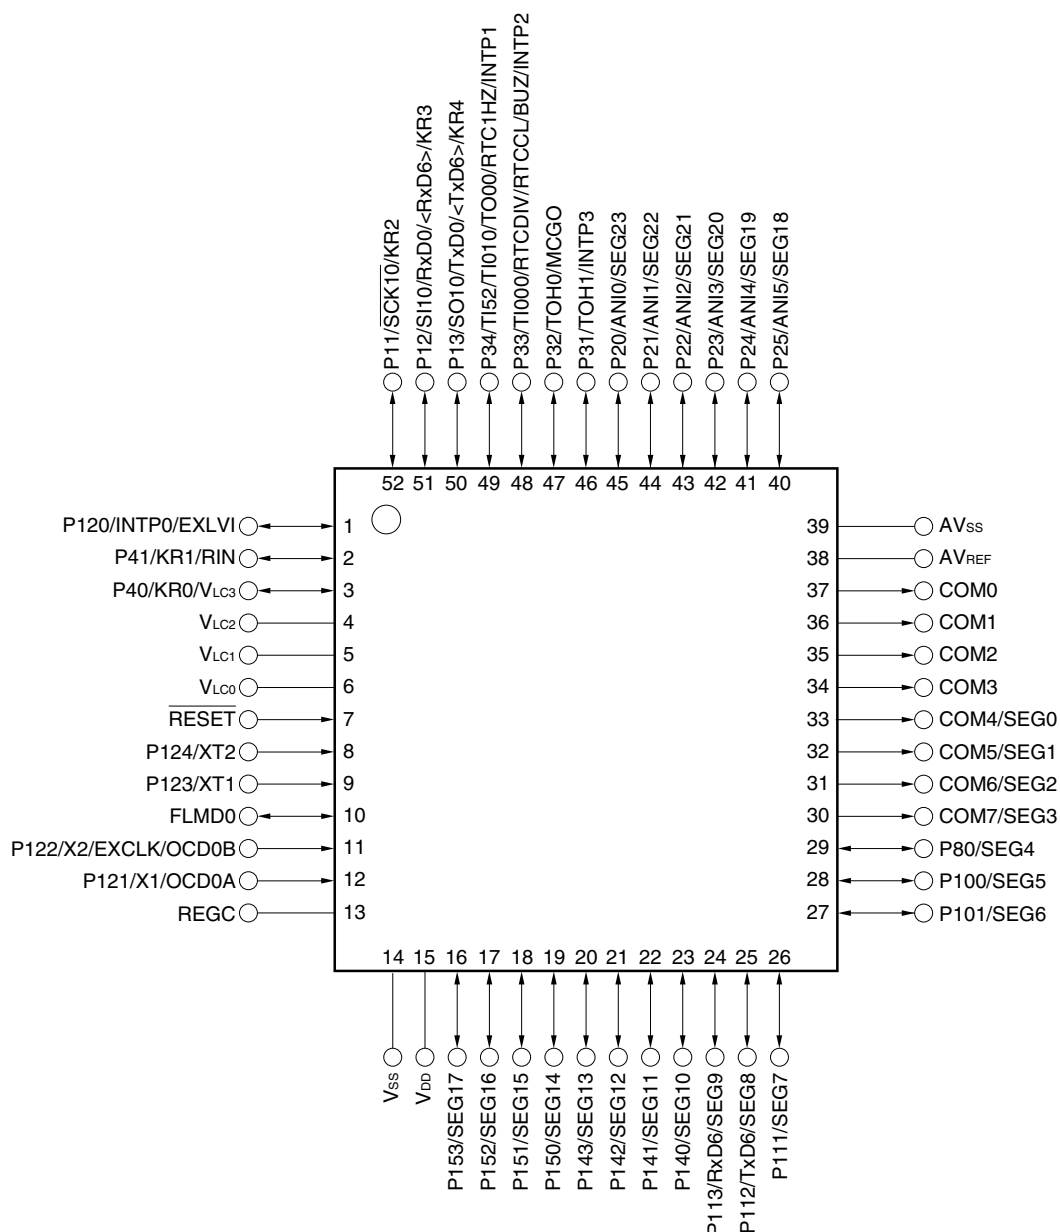 P11/SCK10/KR2
P12/SI10/RxD0/<RxD6>/KR3
P13/SO10/TxD0/<TxD6>/KR4
P34/TI52/TI010/TO00/RTC1HZ/INTP1
P33/TI000/RTCDIV/RTCCL/BUZ/INTP2
P32/TOH0/MCGO
P31/TOH1/INTP3
P20/ANI0/SEG23
P21/ANI1/SEG22
P22/ANI2/SEG21
P23/ANI3/SEG20
P24/ANI4/SEG19
P25/ANI5/SEG18
52 51 50 49 48 47 46 45 44 43 42 41 40
P120/INTP0/EXLVI 1
P41/KR1/RIN 2
P40/KR0/VLC3 3
VLC2 4
VLC1 5
VLC0 6
RESET 7
P124/XT2 8
P123/XT1 9
FLMD0 10
P122/X2/EXCLK/OCD0B 11
P121/X1/OCD0A 12
REGC 13
39 AVSS
38 AVREF
37 COM0
36 COM1
35 COM2
34 COM3
33 COM4/SEG0
32 COM5/SEG1
31 COM6/SEG2
30 COM7/SEG3
29 P80/SEG4
28 P100/SEG5
27 P101/SEG6
14 15 16 17 18 19 20 21 22 23 24 25 26
VSS
VDD
P153/SEG17
P152/SEG16
P151/SEG15
P150/SEG14
P143/SEG13
P142/SEG12
P141/SEG11
P140/SEG10
P113/RxD6/SEG9
P112/TxD6/SEG8
P111/SEG7